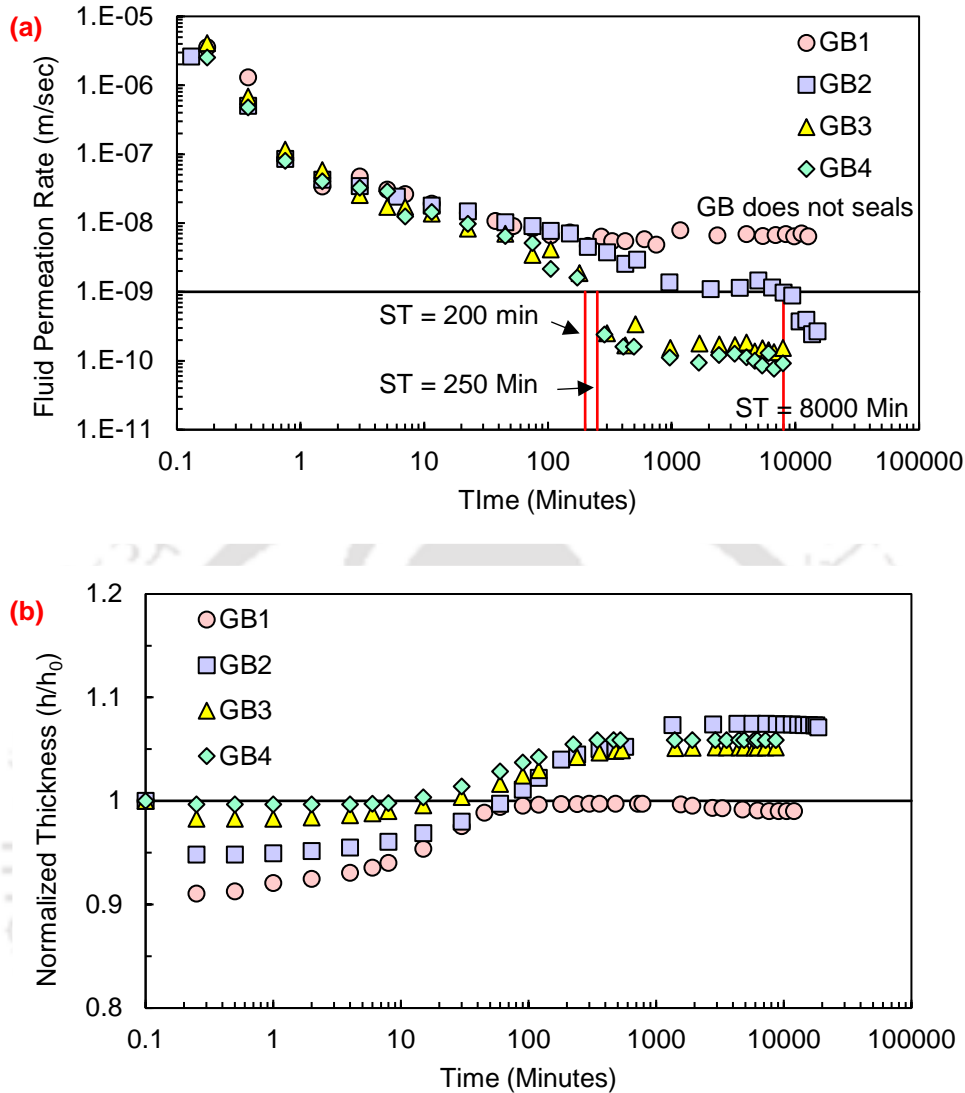 (a)
Fluid Permeation Rate (m/sec)
1.E-05
1.E-06
1.E-07
1.E-08
1.E-09
1.E-10
1.E-11
GB1
GB2
GB3
GB4
GB does not seals
ST = 200 min
ST = 250 Min
ST = 8000 Min
0.1 1 10 100 1000 10000 100000
TIme (Minutes)
(b)
Normalized Thickness (h/h0)
1.2
1.1
1
0.9
0.8
GB1
GB2
GB3
GB4
0.1 1 10 100 1000 10000 100000
Time (Minutes)